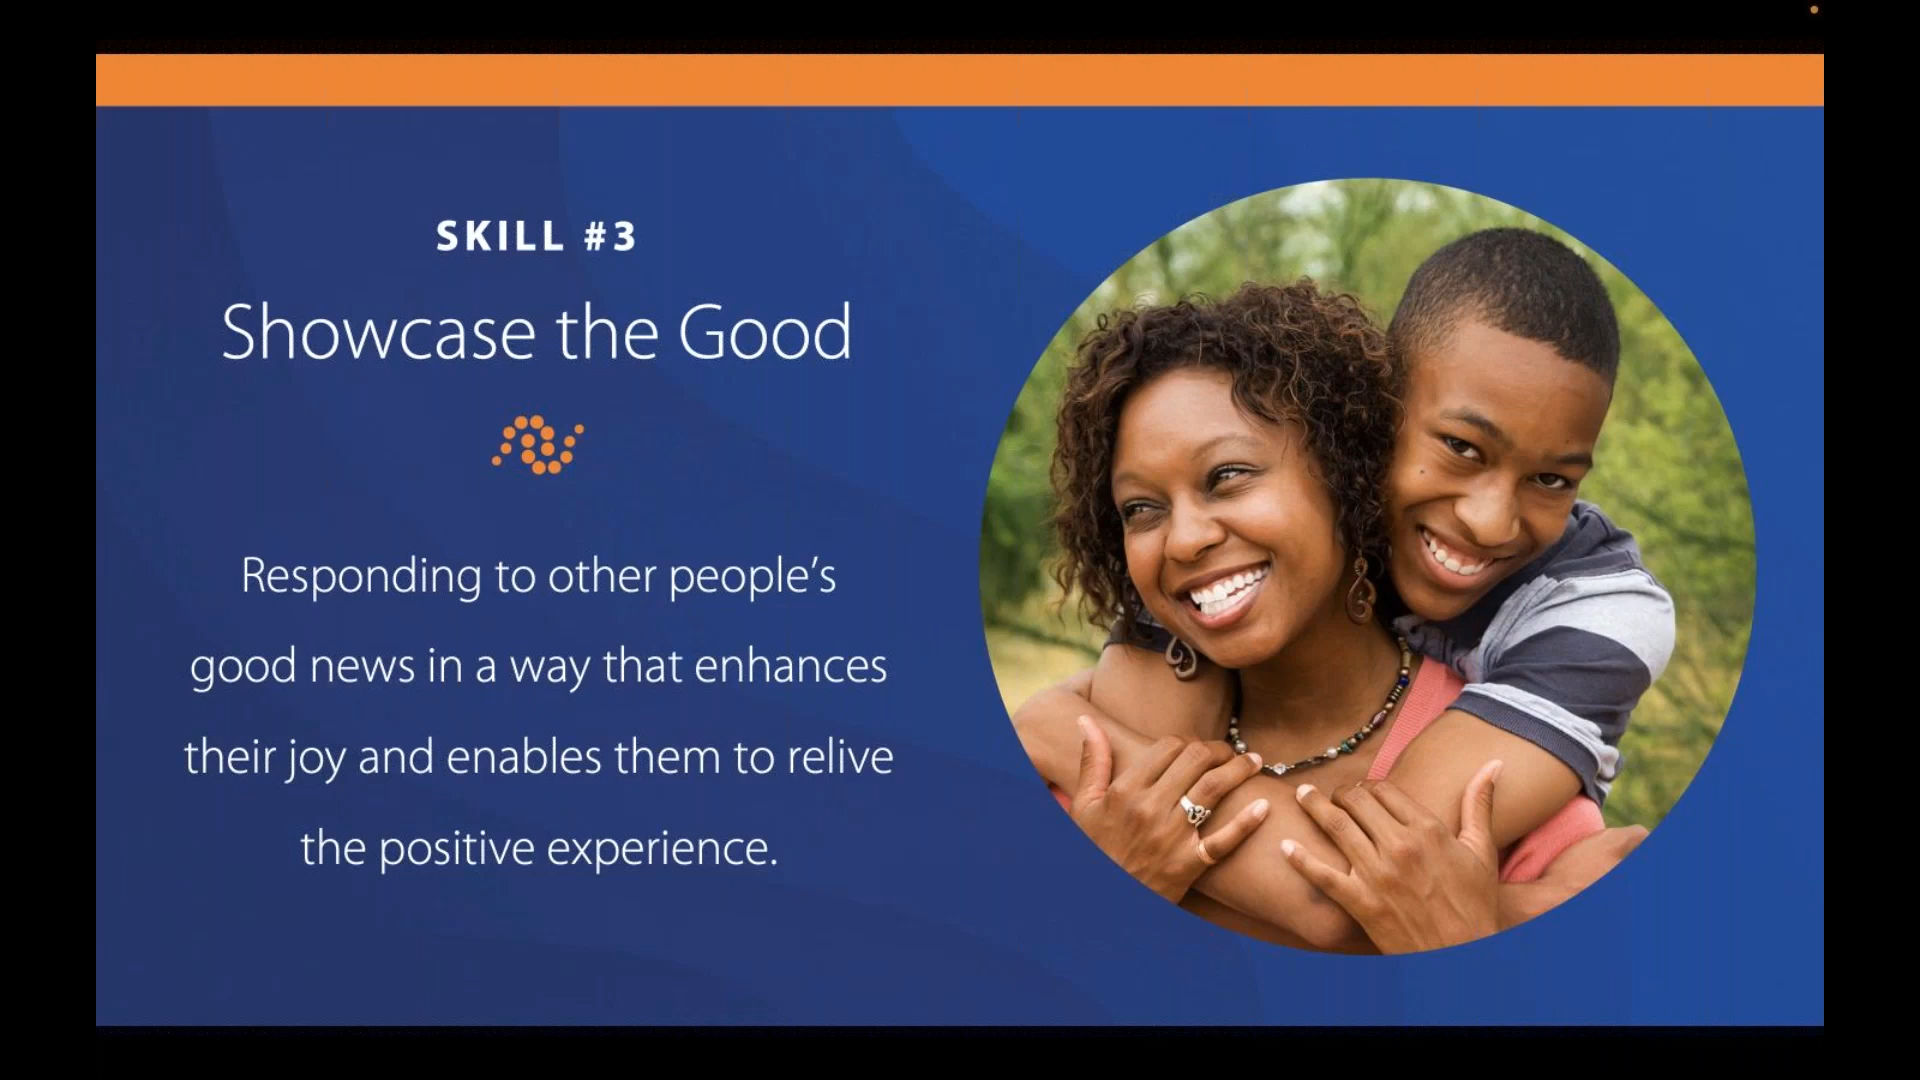 SKILL #3
Showcase the Good
Responding to other people’s
good news in a way that enhances
their joy and enables them to relive
the positive experience.